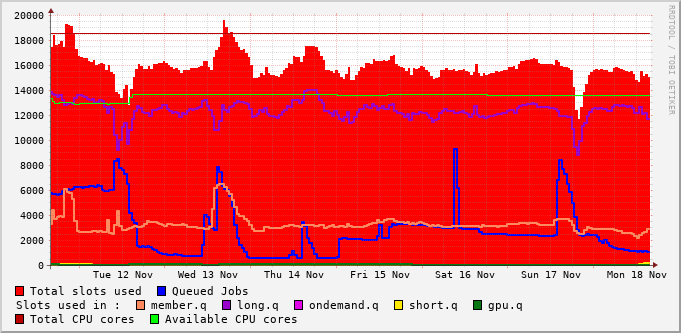 20000
18000
16000
14000
12000
10000
8000
6000
4000
2000
0
Tue 12 Nov Wed 13 Nov Thu 14 Nov Fri 15 Nov Sat 16 Nov Sun 17 Nov Mon 18 Nov
RRDTOOL / TOBI OETIKER
Total slots used Queued Jobs
Slots used in : member.q long.q ondemand.q short.q gpu.q
Total CPU cores Available CPU cores